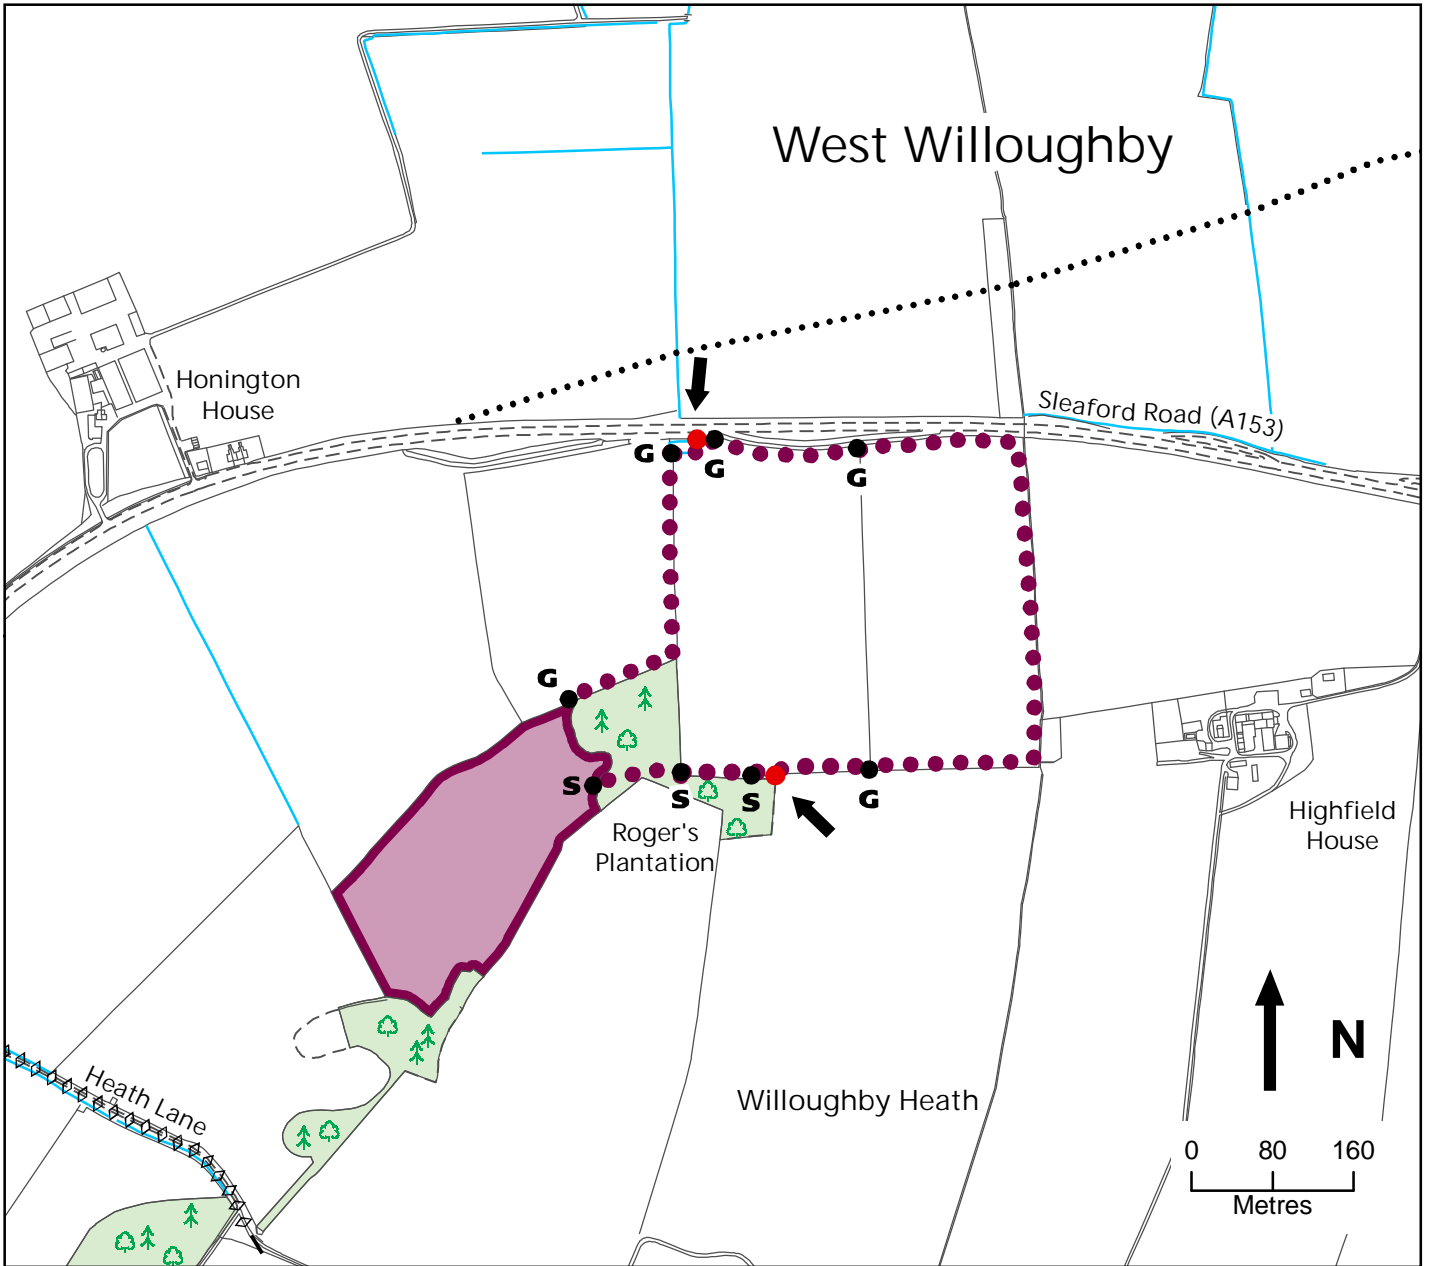 West Willoughby
Honington
House
Sleaford Road (A153)
G
G
G
G
S
S
S
G
Roger's
Plantation
Highfield
House
N
Heath Lane
Willoughby Heath
0 80 160
Metres